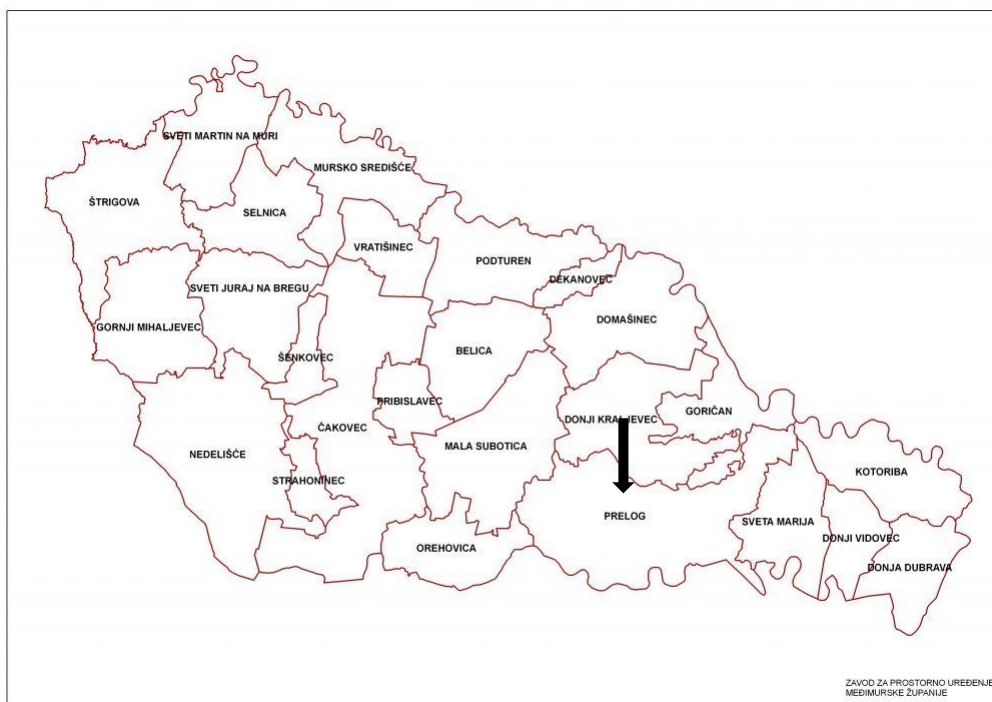 SVETI MARTIN NA MURI
MURSKO SREDIŠĆE
ŠTRIGOVA
SELNICA
VRATIŠINEC
PODTUREN
DEKANOVEC
SVETI JURAJ NA BREGU
DOMAŠINEC
GORNJI MIHALJEVEC
ŠENKOVEC
BELICA
PRIBISLAVEC
GORIČAN
DONJI KRALJEVEC
ČAKOVEC
MALA SUBOTICA
NEDELIŠĆE
KOTORIBA
STRAHONINEC
PRELOG
SVETA MARIJA
DONJI VIDOVEC
OREHOVICA
DONJA DUBRAVA
ZAVOD ZA PROSTORNO UREĐENJE
MEĐIMURSKE ŽUPANIJE